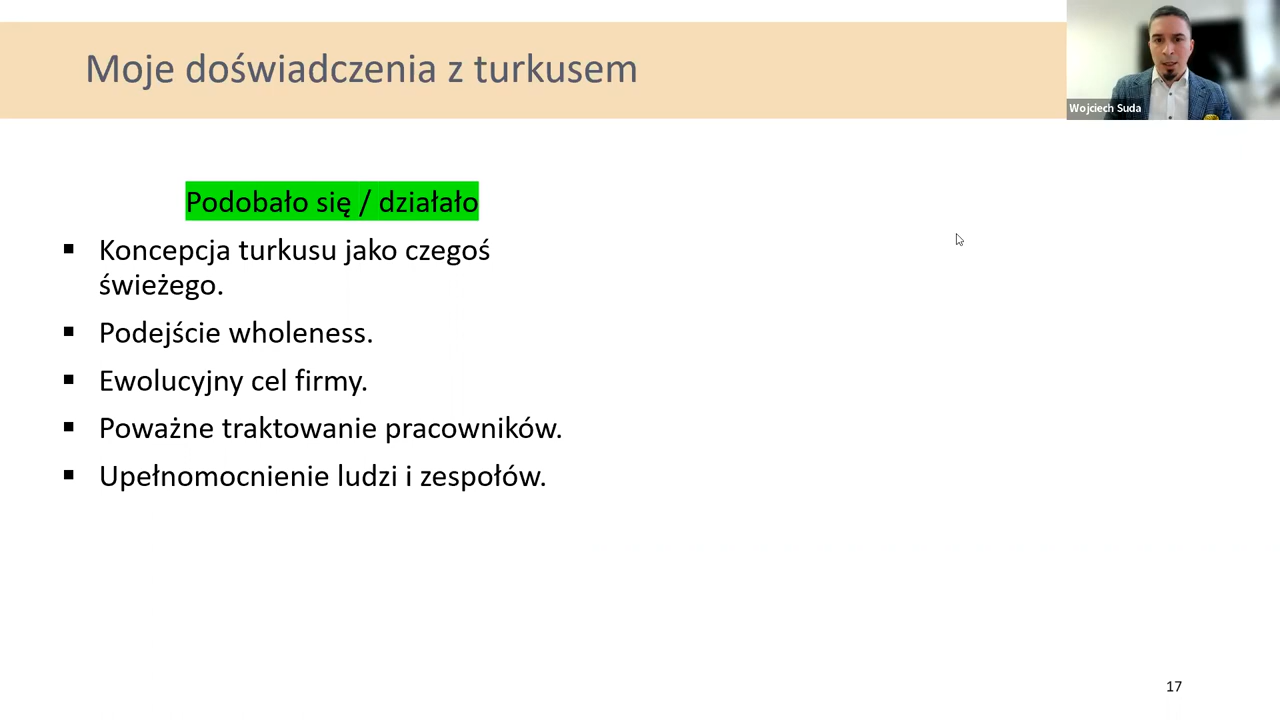 Moje doświadczenia z turkusem
Wojciech Suda
Podobało się / działało
▪ Koncepcja turkusu jako czegoś
świeżego.
▪ Podejście wholeness.
▪ Ewolucyjny cel firmy.
▪ Poważne traktowanie pracowników.
▪ Upełnomocnienie ludzi i zespołów.
17